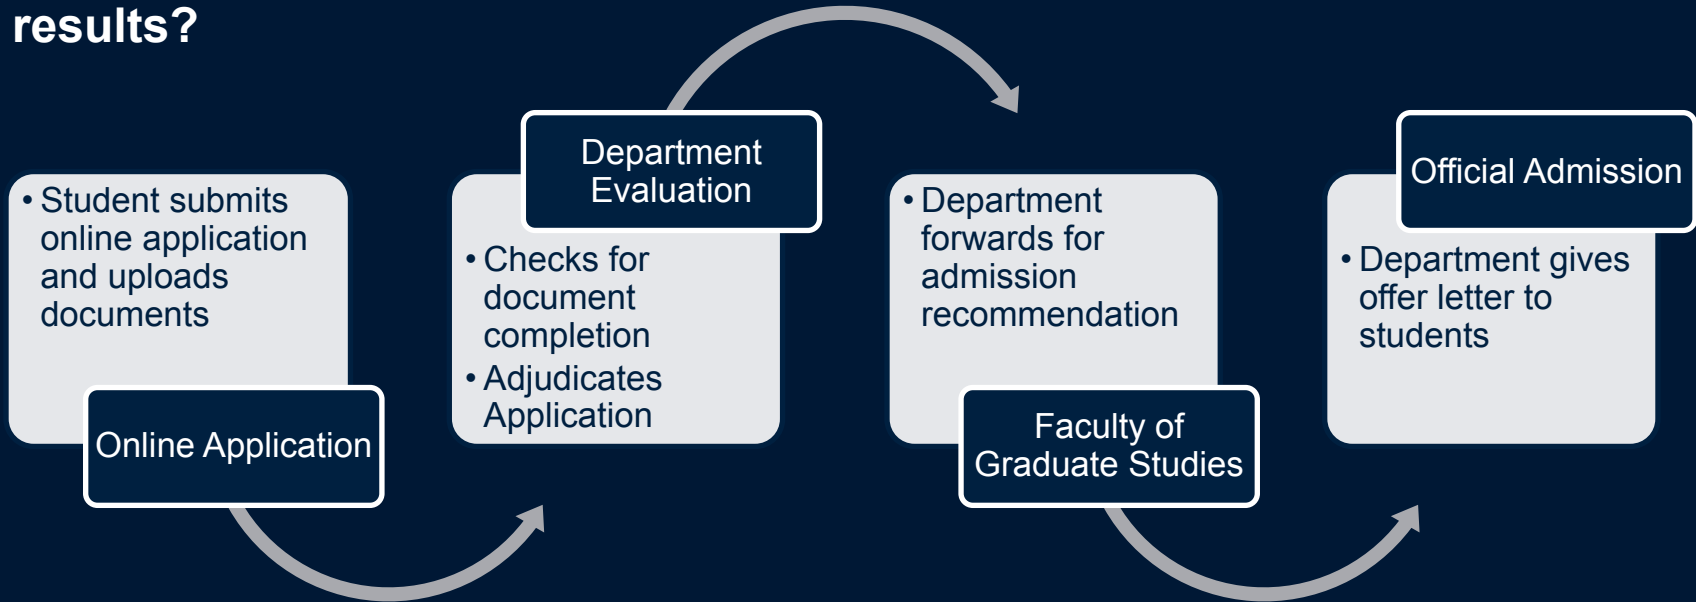 results?
• Student submits
online application
and uploads
documents
Online Application
Department
Evaluation
• Checks for
document
completion
• Adjudicates
Application
• Department
forwards for
admission
recommendation
Faculty of
Graduate Studies
Official Admission
• Department gives
offer letter to
students